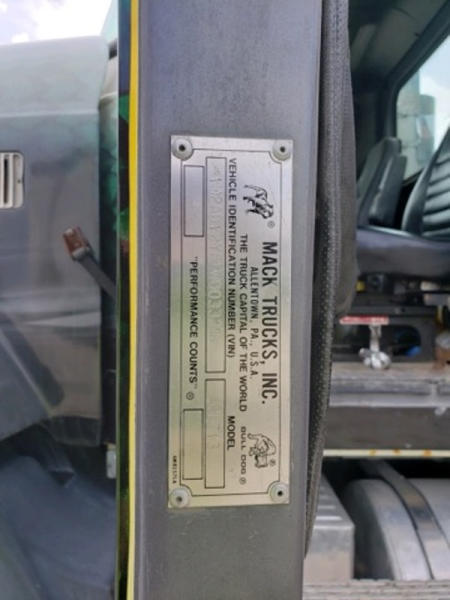 MACK TRUCKS, INC.
ALLENTOWN, PA., U.S.A.
THE TRUCK CAPITAL OF THE WORLD
BULL DOG ®
VEHICLE IDENTIFICATION NUMBER (VIN)
MODEL
"PERFORMANCE COUNTS" ®